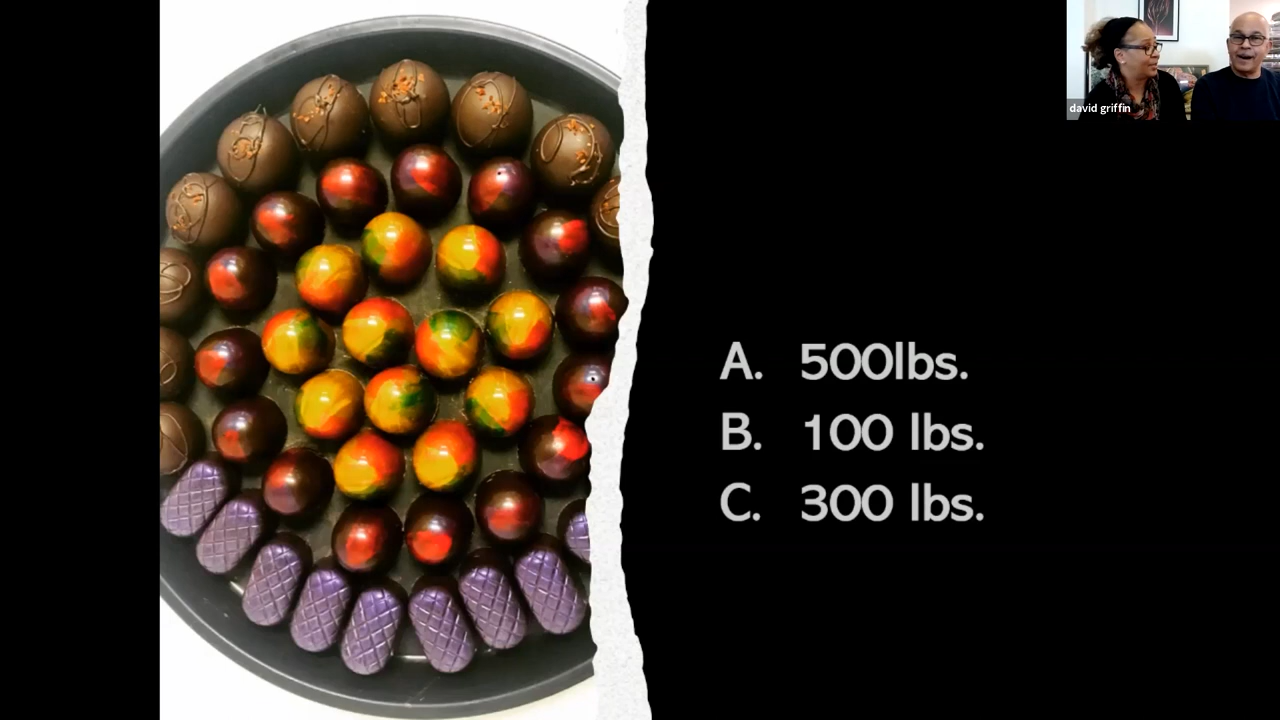 david griffin
A. 500lbs.
B. 100 lbs.
C. 300 lbs.